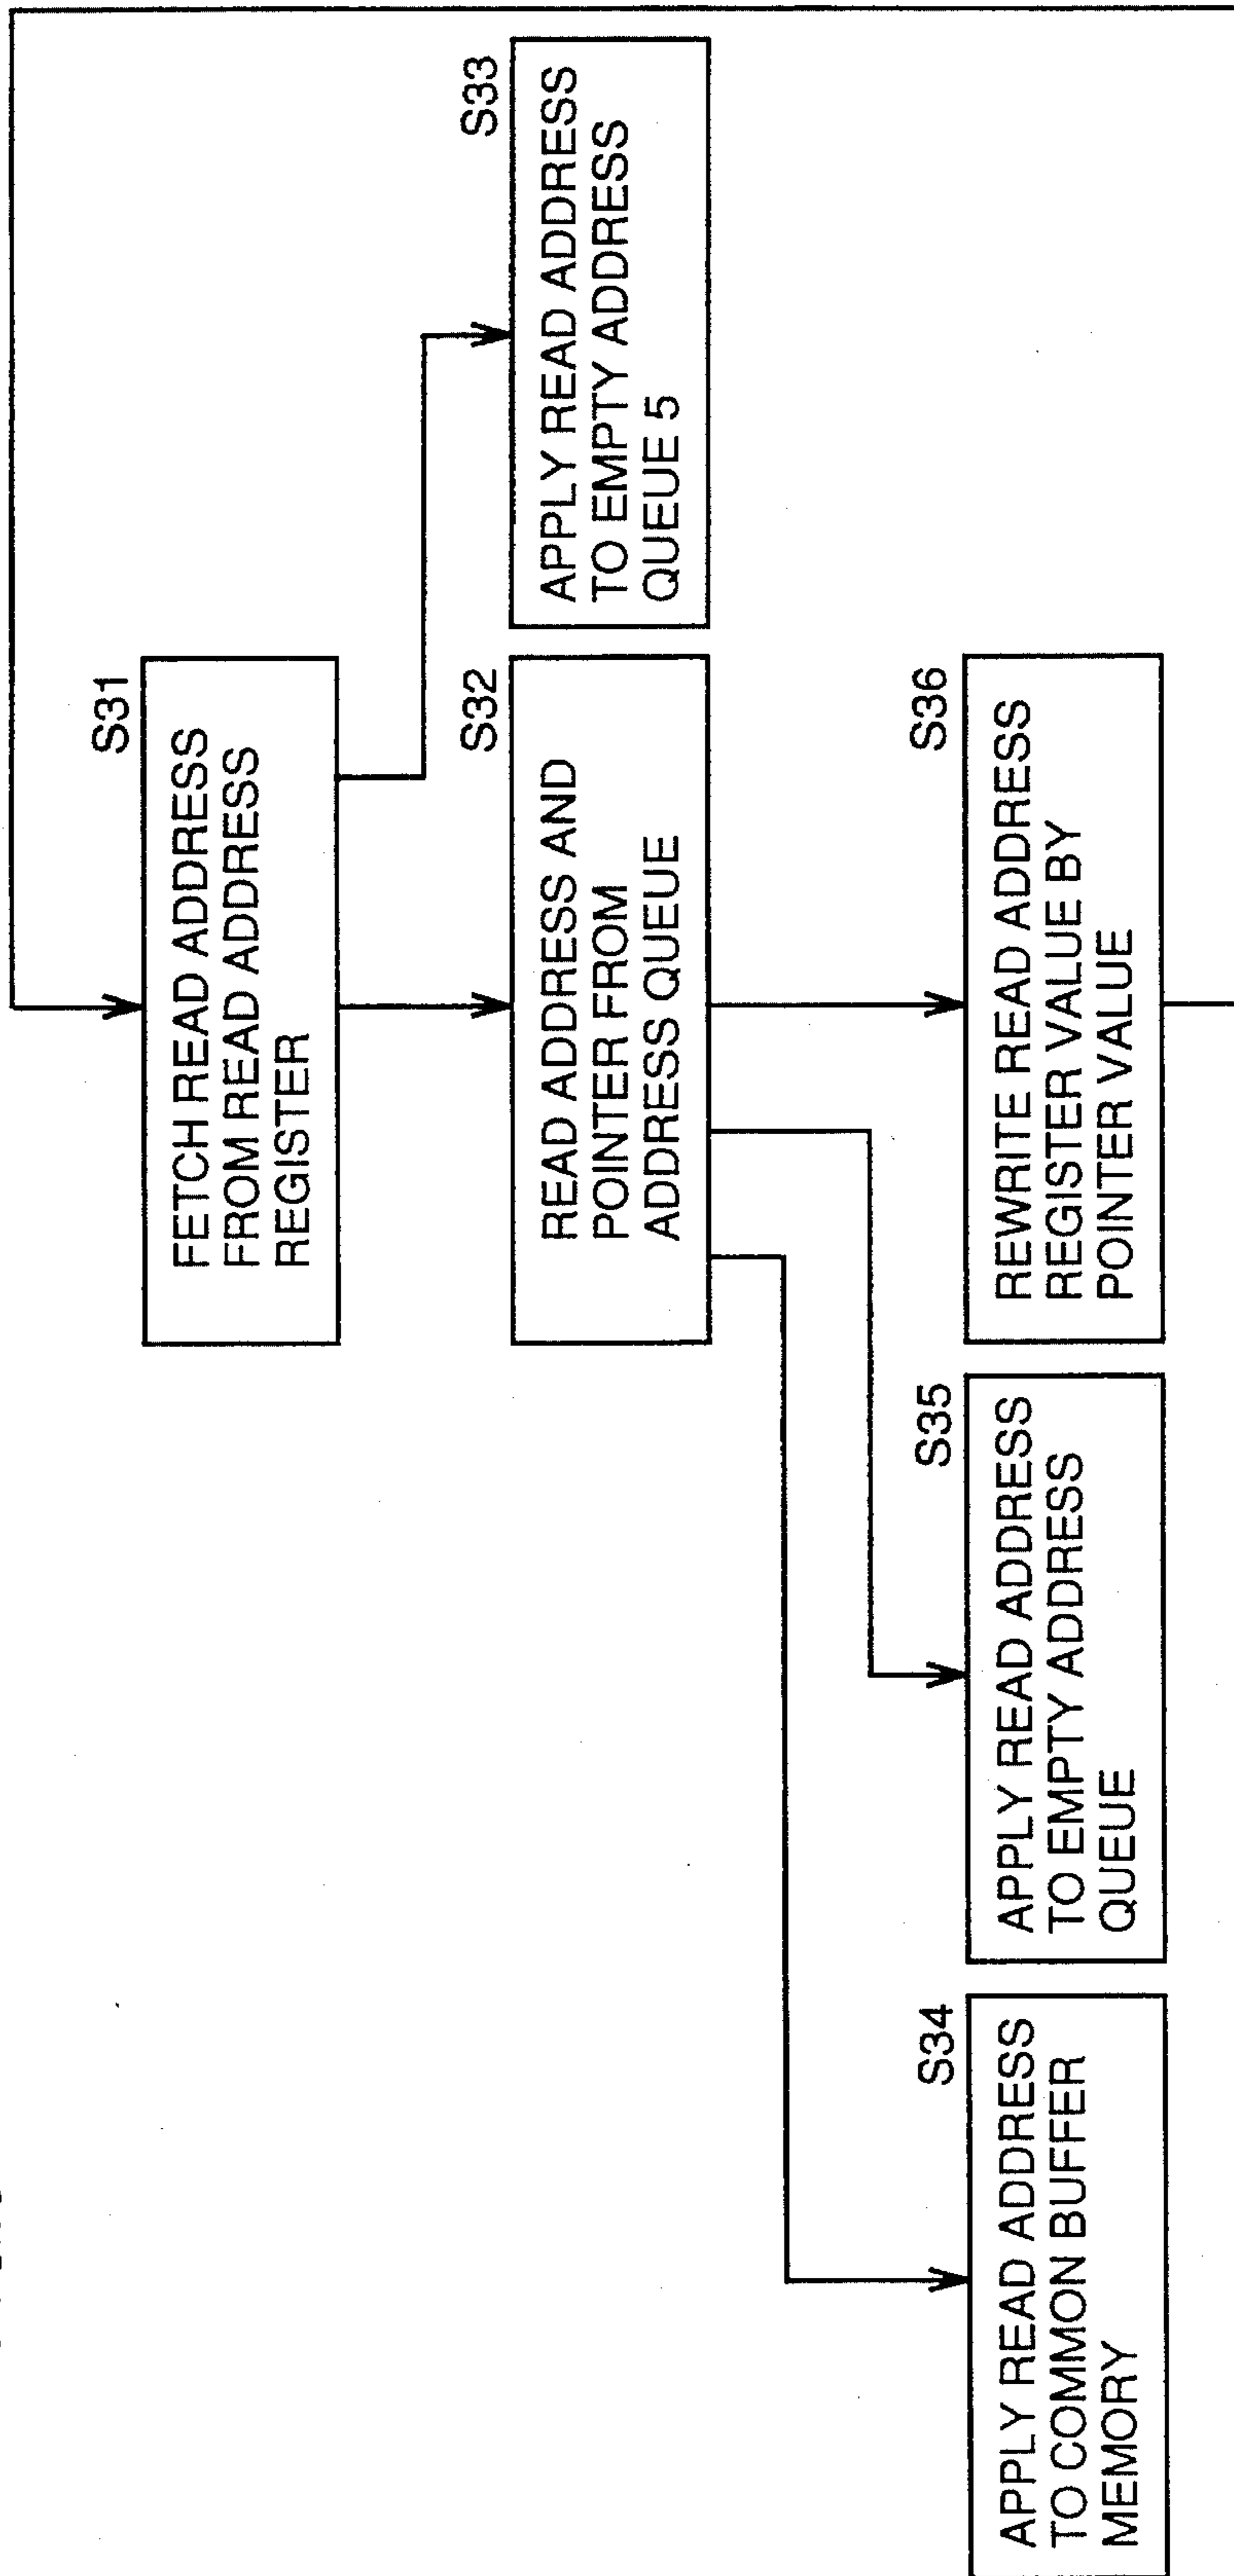 S31
FETCH READ ADDRESS
FROM READ ADDRESS
REGISTER
S32
READ ADDRESS AND
POINTER FROM
ADDRESS QUEUE
S33
APPLY READ ADDRESS
TO EMPTY ADDRESS
QUEUE 5
S34
APPLY READ ADDRESS
TO COMMON BUFFER
MEMORY
S35
APPLY READ ADDRESS
TO EMPTY ADDRESS
QUEUE
S36
REWRITE READ ADDRESS
REGISTER VALUE BY
POINTER VALUE